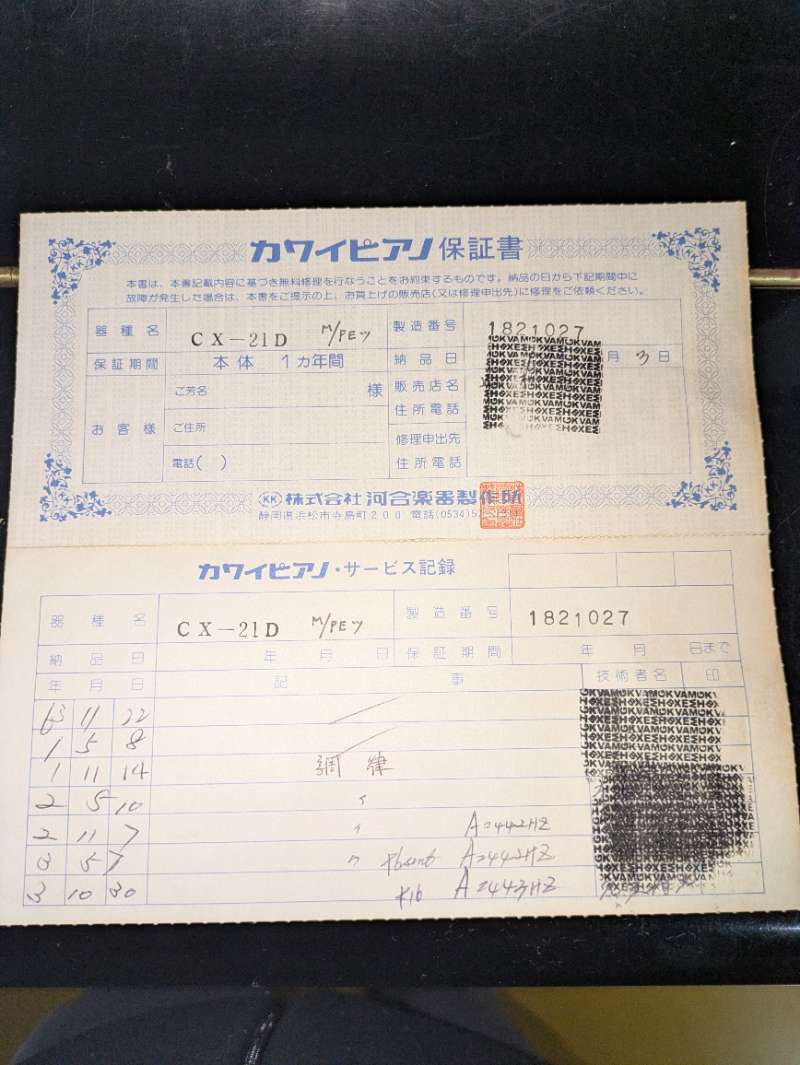 カワイピアノ 保証書
本書は、本書記載内容に基づき無料修理を行なうことをお約束するものです。納品の日から下記期間中に
故障が発生した場合は、本書をご提示の上、お買上げの販売店(又は修理申出先)に修理をご依頼ください。
器種名 CX-21D M/PEツ 製造番号 1821027
保証期間 本体 1ヵ年間 納品日 月 3 日
お客様 ご芳名 様 販売店名
住所電話
ご住所
修理申出先
電話( ) 住所電話
KK 株式会社 河合楽器製作所
静岡県浜松市寺島町200 電話(0534)
カワイピアノ・サービス記録
器種名 CX-21D M/PEツ 製造番号 1821027
納品日 年 月 日 保証期間 年 月 日まで
年 月 日 記事 技術者名 印
63 11 22
1 5 8
1 11 14 調律
2 5 10 〃
2 11 7 〃 A=442HZ
3 5 7 〃 A=442HZ
3 10 30 A=443HZ